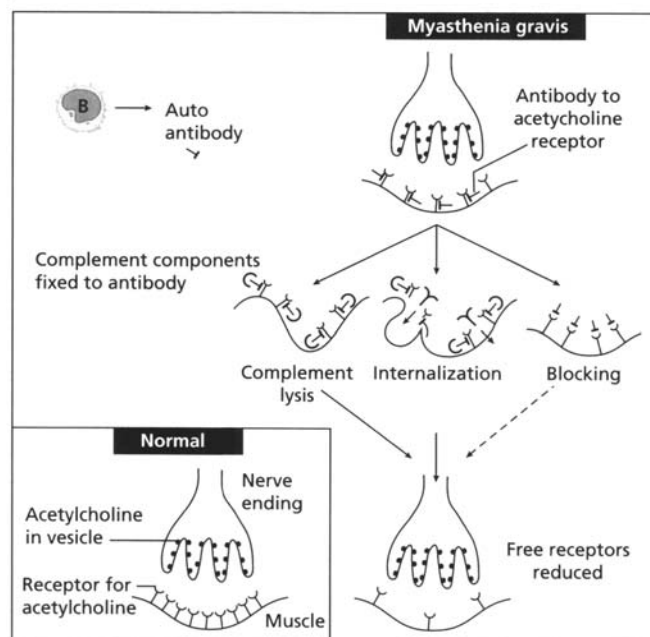 Myasthenia gravis
B
Auto
antibody
Antibody to
acetycholine
receptor
Complement components
fixed to antibody
Complement
lysis
Internalization
Blocking
Normal
Nerve
ending
Acetylcholine
in vesicle
Receptor for
acetylcholine
Muscle
Free receptors
reduced